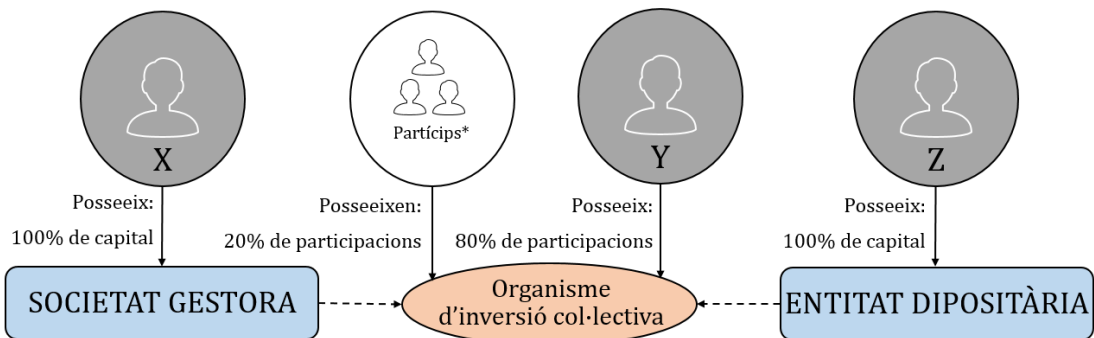 X
Partícips*
Y
Z
Posseeix:
100% de capital
Posseeixen:
20% de participacions
Posseeix:
80% de participacions
Posseeix:
100% de capital
SOCIETAT GESTORA
Organisme
d'inversió col·lectiva
ENTITAT DIPOSITÀRIA